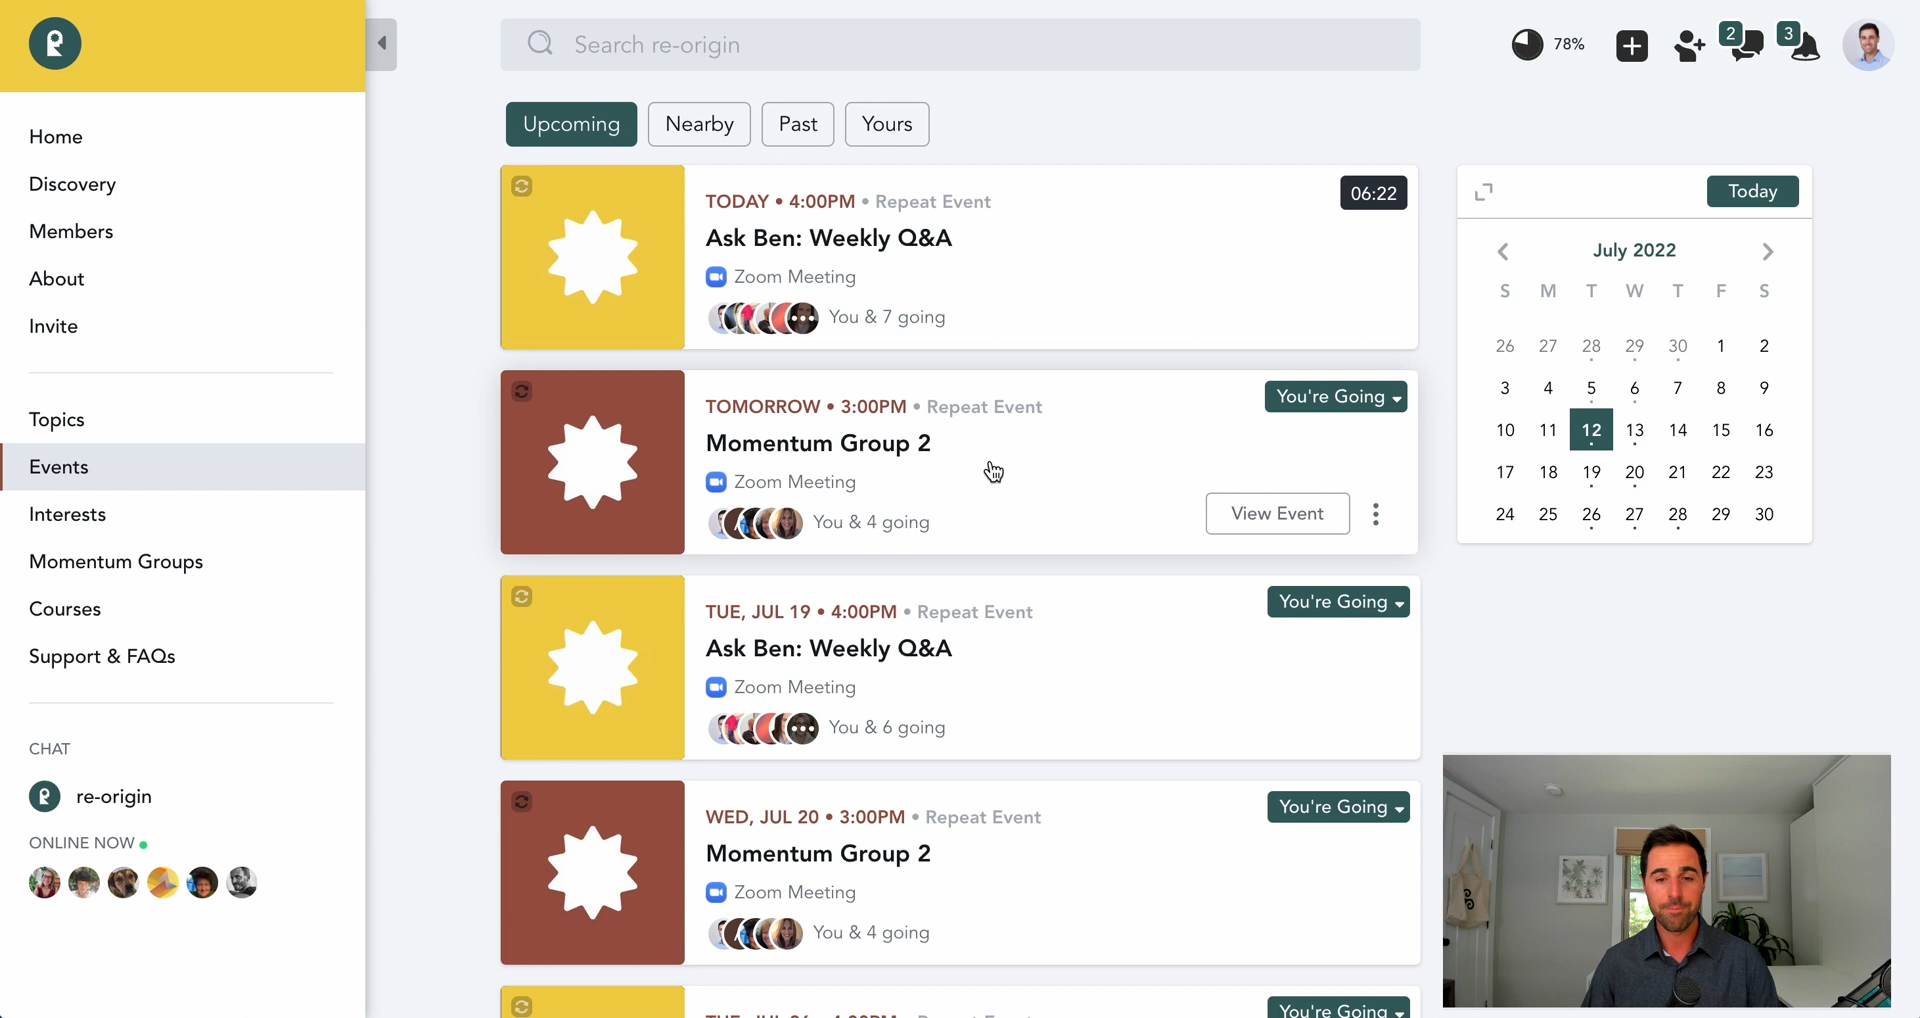 Search re-origin
78%
2
3
Home
Discovery
Members
About
Invite
Topics
Events
Interests
Momentum Groups
Courses
Support & FAQs
CHAT
re-origin
ONLINE NOW
Upcoming
Nearby
Past
Yours
TODAY • 4:00PM • Repeat Event
06:22
Ask Ben: Weekly Q&A
Zoom Meeting
You & 7 going
TOMORROW • 3:00PM • Repeat Event
You're Going
Momentum Group 2
Zoom Meeting
You & 4 going
View Event
TUE, JUL 19 • 4:00PM • Repeat Event
You're Going
Ask Ben: Weekly Q&A
Zoom Meeting
You & 6 going
WED, JUL 20 • 3:00PM • Repeat Event
You're Going
Momentum Group 2
Zoom Meeting
You & 4 going
You're Going
Today
July 2022
S M T W T F S
26 27 28 29 30 1 2
3 4 5 6 7 8 9
10 11 12 13 14 15 16
17 18 19 20 21 22 23
24 25 26 27 28 29 30